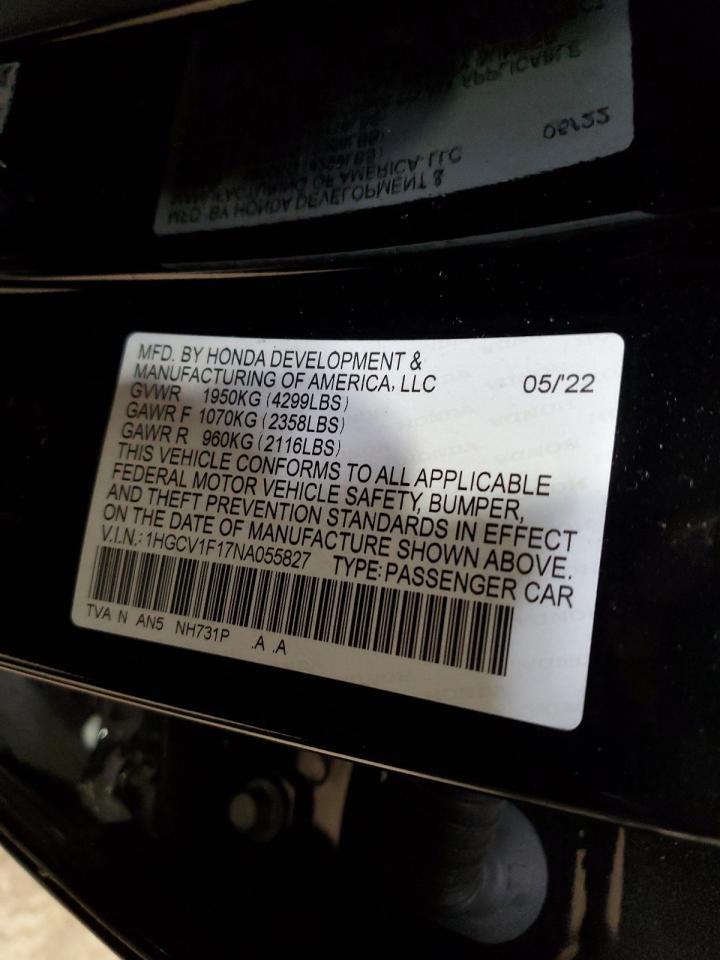 MFD. BY HONDA DEVELOPMENT &
MANUFACTURING OF AMERICA, LLC 05/'22
GVWR 1950KG (4299LBS)
GAWR F 1070KG (2358LBS)
GAWR R 960KG (2116LBS)
THIS VEHICLE CONFORMS TO ALL APPLICABLE
FEDERAL MOTOR VEHICLE SAFETY, BUMPER,
AND THEFT PREVENTION STANDARDS IN EFFECT
ON THE DATE OF MANUFACTURE SHOWN ABOVE.
V.I.N.: 1HGCV1F17NA055827 TYPE: PASSENGER CAR
TVA N AN5 NH731P .A .A